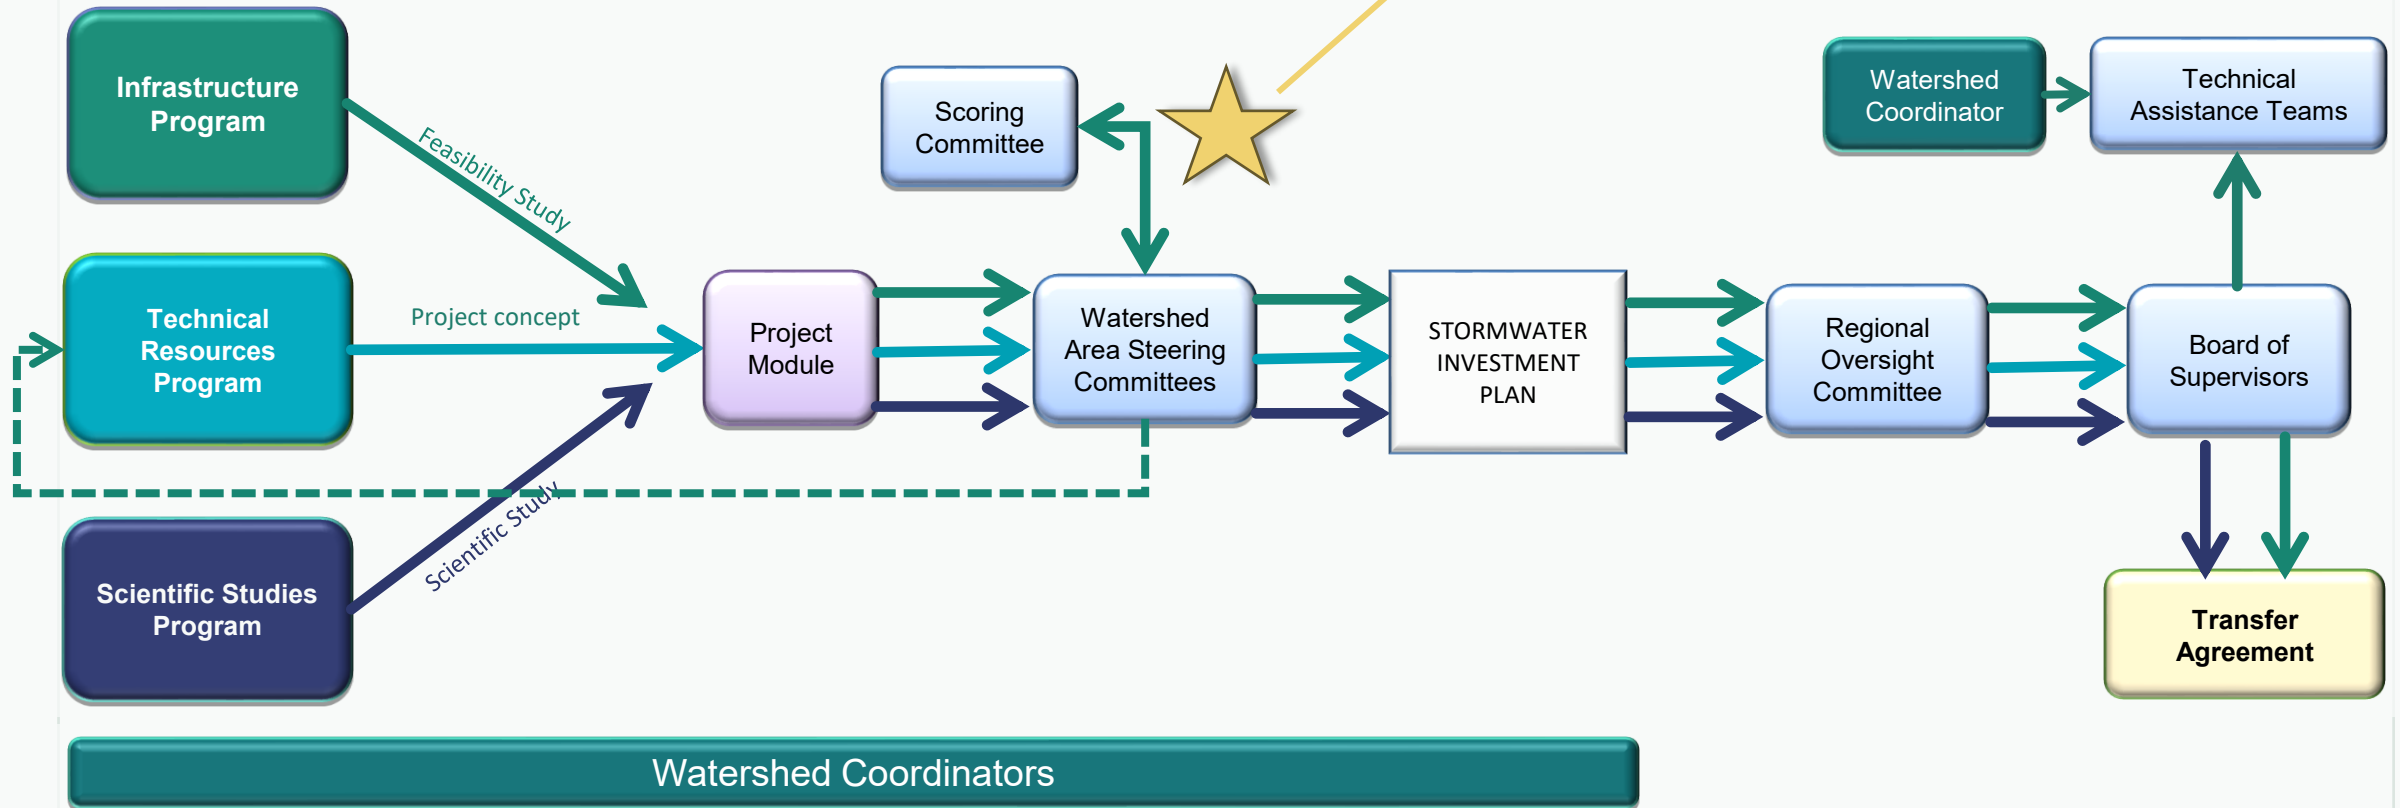 Infrastructure
Program
Feasibility Study
Scoring
Committee
Watershed
Coordinator
Technical
Assistance Teams
Technical
Resources
Program
Project concept
Project
Module
Watershed
Area Steering
Committees
STORMWATER
INVESTMENT
PLAN
Regional
Oversight
Committee
Board of
Supervisors
Scientific Studies
Program
Scientific Study
Transfer
Agreement
Watershed Coordinators